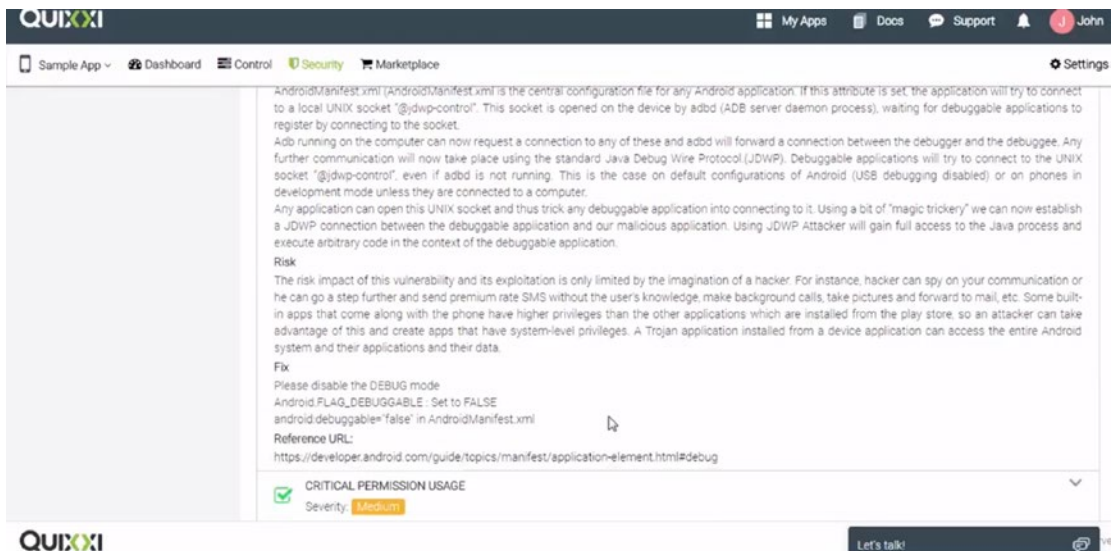 QUIXXI
My Apps Docs Support J John
Sample App Dashboard Control Security Marketplace Settings
AndroidManifest.xml (AndroidManifest.xml is the central configuration file for any Android application. If this attribute is set, the application will try to connect
to a local UNIX socket "@jdwp-control". This socket is opened on the device by adbd (ADB server daemon process), waiting for debuggable applications to
register by connecting to the socket.
Adb running on the computer can now request a connection to any of these and adbd will forward a connection between the debugger and the debuggee. Any
further communication will now take place using the standard Java Debug Wire Protocol (JDWP). Debuggable applications will try to connect to the UNIX
socket "@jdwp-control", even if adbd is not running. This is the case on default configurations of Android (USB debugging disabled) or on phones in
development mode unless they are connected to a computer.
Any application can open this UNIX socket and thus trick any debuggable application into connecting to it. Using a bit of "magic trickery" we can now establish
a JDWP connection between the debuggable application and our malicious application. Using JDWP Attacker will gain full access to the Java process and
execute arbitrary code in the context of the debuggable application.
Risk
The risk impact of this vulnerability and its exploitation is only limited by the imagination of a hacker. For instance, hacker can spy on your communication or
he can go a step further and send premium rate SMS without the user's knowledge, make background calls, take pictures and forward to mail, etc. Some built-
in apps that come along with the phone have higher privileges than the other applications which are installed from the play store, so an attacker can take
advantage of this and create apps that have system-level privileges. A Trojan application installed from a device application can access the entire Android
system and their applications and their data.
Fix
Please disable the DEBUG mode
Android.FLAG_DEBUGGABLE : Set to FALSE
android:debuggable="false" in AndroidManifest.xml
Reference URL:
https://developer.android.com/guide/topics/manifest/application-element.html#debug
CRITICAL PERMISSION USAGE
Severity: Medium
QUIXXI
Let's talk!